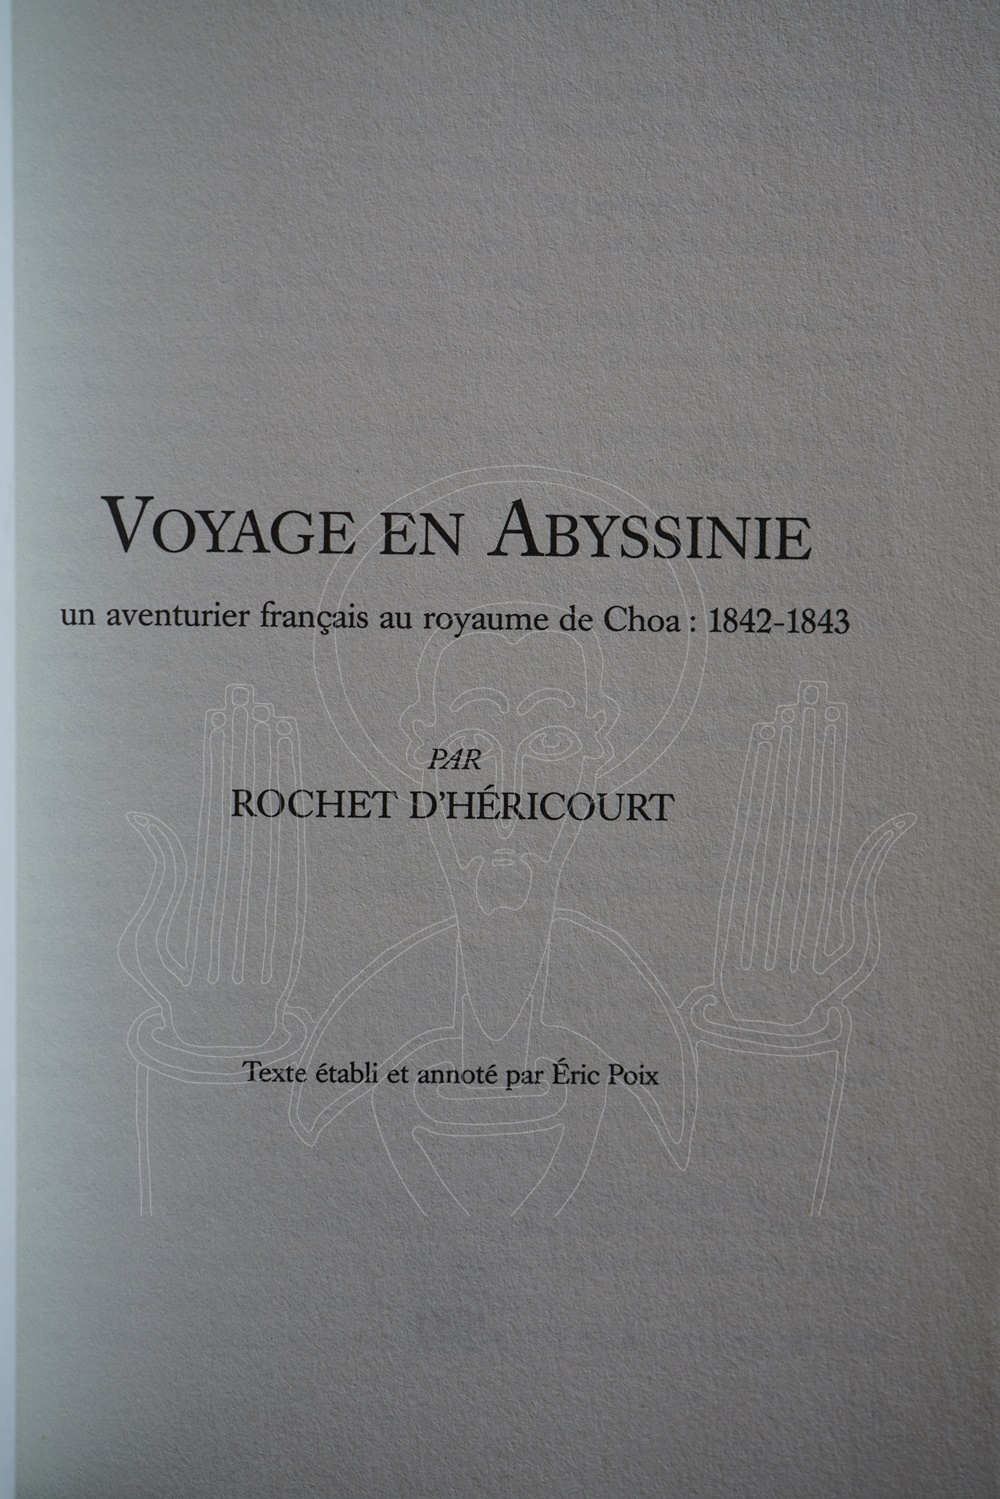 VOYAGE EN ABYSSINIE
un aventurier français au royaume de Choa : 1842-1843
PAR
ROCHET D'HÉRICOURT
Texte établi et annoté par Éric Poix